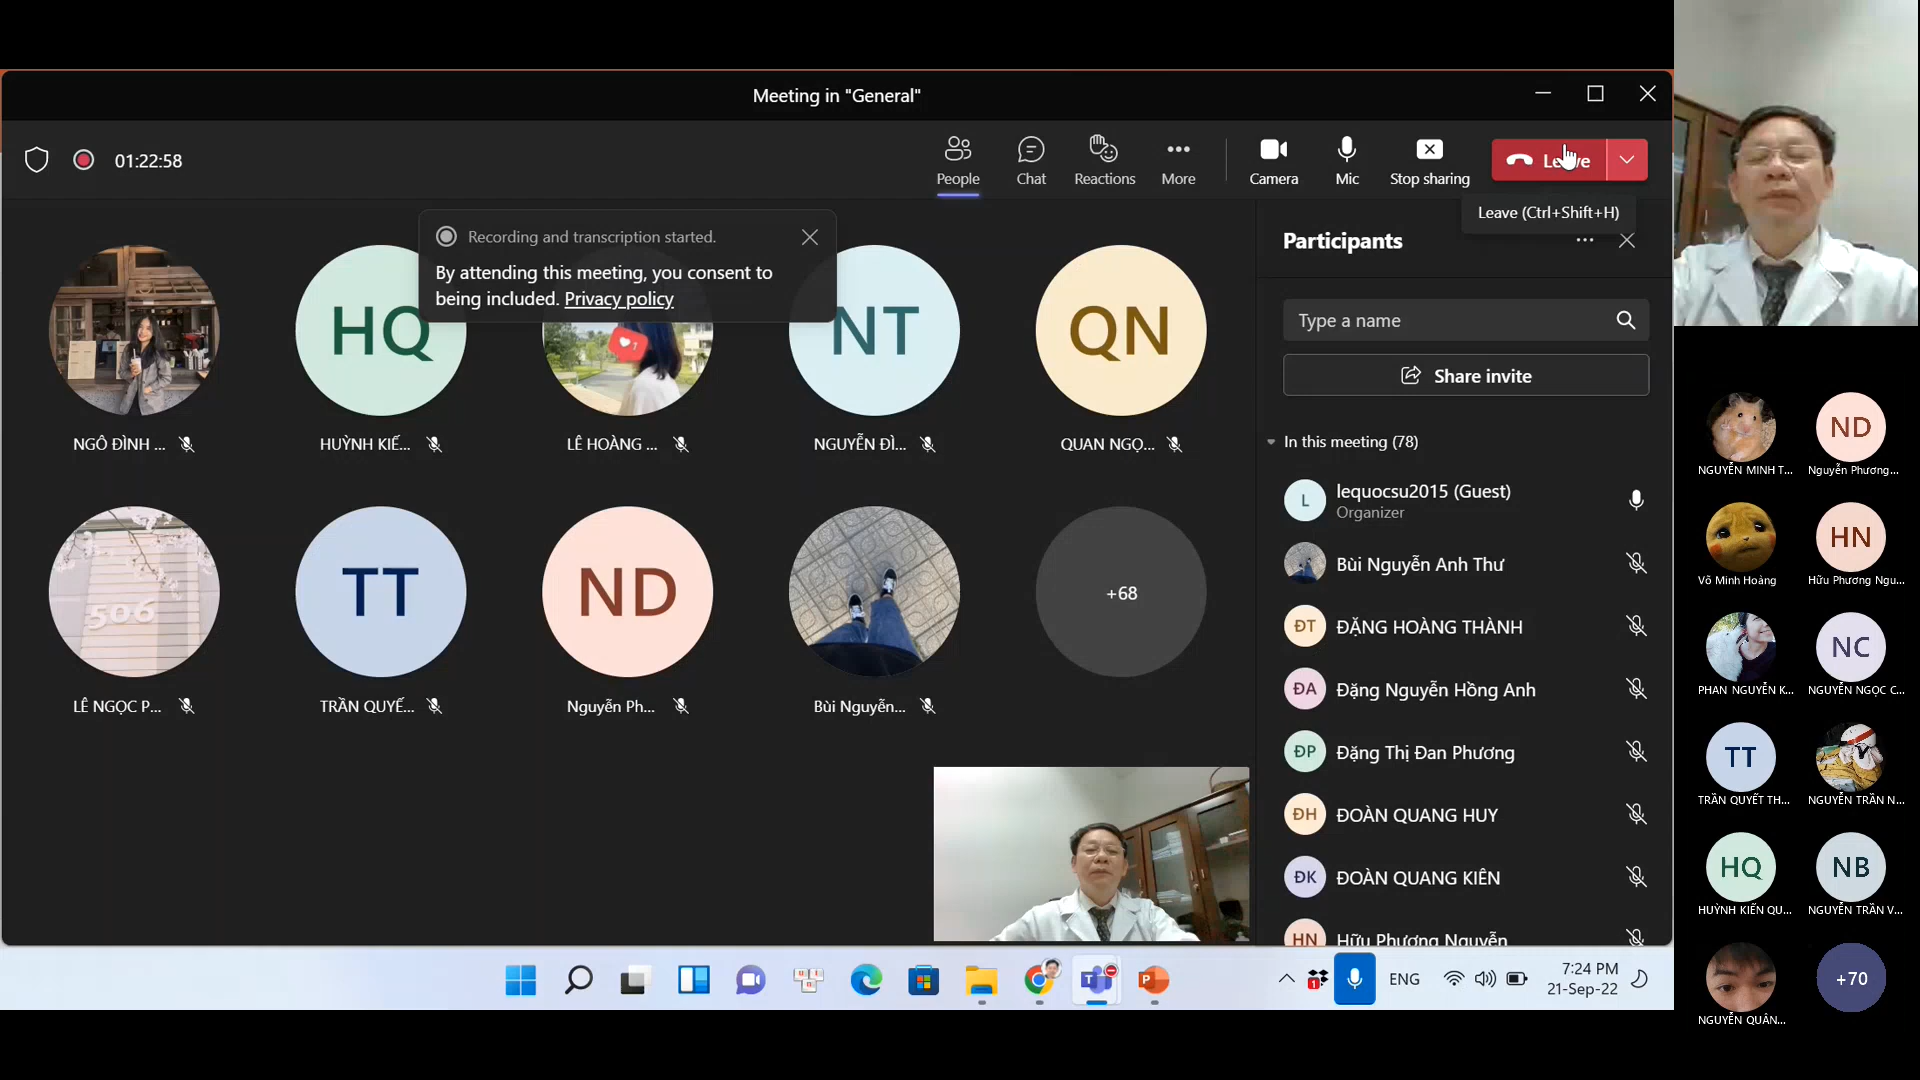 Meeting in "General"
01:22:58
People
Chat
Reactions
More
Camera
Mic
Stop sharing
Leave
Leave (Ctrl+Shift+H)
Recording and transcription started.
By attending this meeting, you consent to
being included. Privacy policy
HQ
NT
QN
NGÔ ĐÌNH ...
HUỲNH KIẾ...
LÊ HOÀNG ...
NGUYỄN ĐÌ...
QUAN NGỌ...
506
TT
ND
+68
LÊ NGỌC P...
TRẦN QUYẾ...
Nguyễn Ph...
Bùi Nguyễn...
Participants
Type a name
Share invite
In this meeting (78)
L
lequocsu2015 (Guest)
Organizer
Bùi Nguyễn Anh Thư
ĐT
ĐẶNG HOÀNG THÀNH
ĐA
Đặng Nguyễn Hồng Anh
ĐP
Đặng Thị Đan Phương
ĐH
ĐOÀN QUANG HUY
ĐK
ĐOÀN QUANG KIÊN
HN
Hữu Phương Nguyễn
ENG
7:24 PM
21-Sep-22
ND
NGUYỄN MINH T...
Nguyễn Phương...
HN
Võ Minh Hoàng
Hữu Phương Ngu...
NC
PHAN NGUYỄN K...
NGUYỄN NGỌC C...
TT
TRẦN QUYẾT TH...
NGUYỄN TRẦN N...
HQ
NB
HUỲNH KIẾN QU...
NGUYỄN TRẦN V...
+70
NGUYỄN QUÂN...